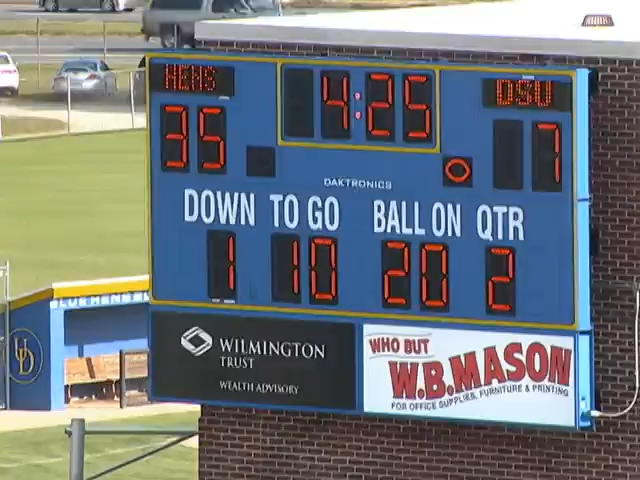 HENS 4:25 DSU
35 7
DAKTRONICS
DOWN TO GO BALL ON QTR
1 10 20 2
BLUE HENS
UD
WILMINGTON
TRUST
WEALTH ADVISORY
WHO BUT
W.B. MASON
FOR OFFICE SUPPLIES, FURNITURE & PRINTING